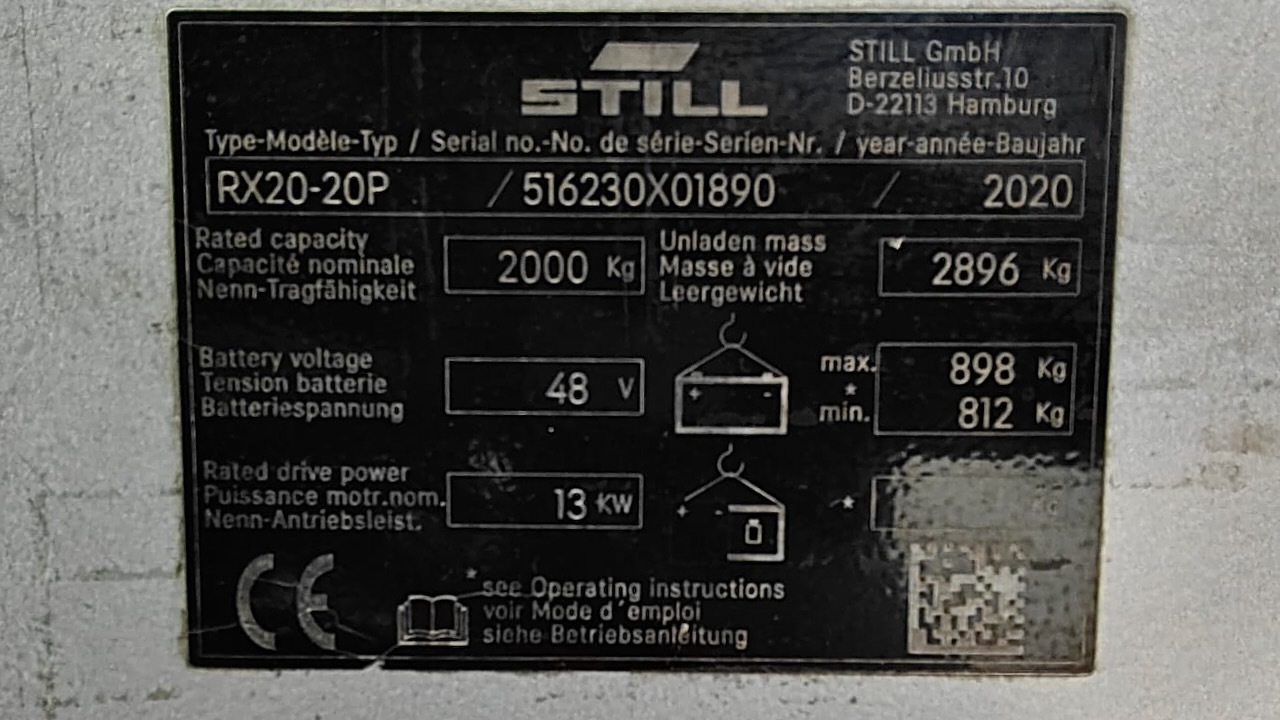 STILL
STILL GmbH
Berzeliusstr.10
D-22113 Hamburg
Type-Modèle-Typ / Serial no.-No. de série-Serien-Nr. / year-année-Baujahr
RX20-20P / 516230X01890 / 2020
Rated capacity
Capacité nominale
Nenn-Tragfähigkeit
2000 Kg
Unladen mass
Masse à vide
Leergewicht
2896 Kg
Battery voltage
Tension batterie
Batteriespannung
48 V
+ -
max. 898 Kg
*
min. 812 Kg
Rated drive power
Puissance motr.nom.
Nenn-Antriebsleist.
13 KW
+ -
* Kg
CE
* see Operating instructions
voir Mode d'emploi
siehe Betriebsanleitung